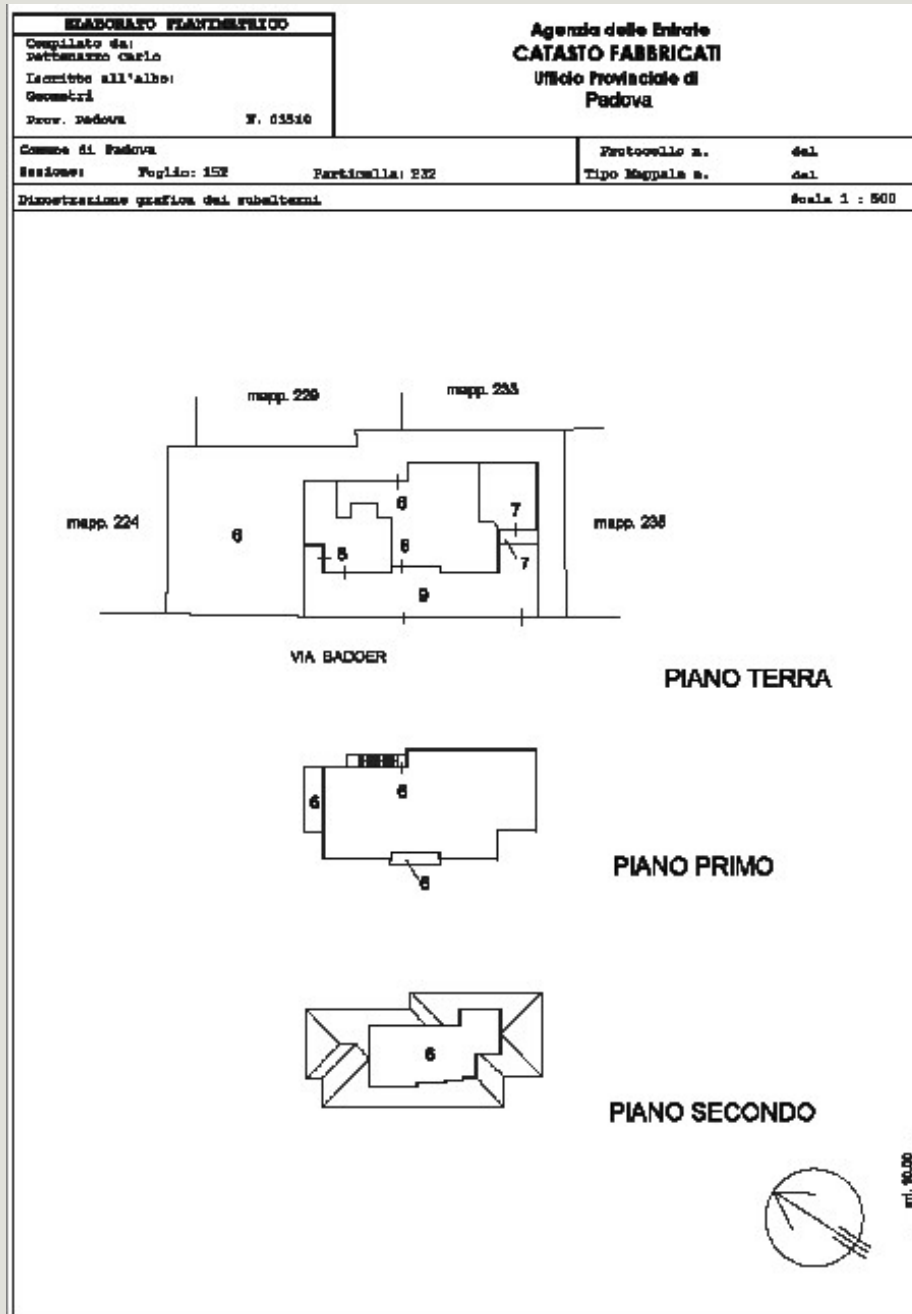 ELABORATO PLANIMETRICO
Compilato da:
Pettenazzo Carlo
Iscritto all'albo:
Geometri
Prov. Padova N. 03510
Agenzia delle Entrate
CATASTO FABBRICATI
Ufficio Provinciale di
Padova
Comune di Padova
Sezione: Foglio: 152 Particella: 232
Protocollo n. del
Tipo Mappale n. del
Dimostrazione grafica dei subalterni
Scala 1 : 500
mapp. 229
mapp. 233
mapp. 224
6
6
7
mapp. 235
5
6
7
9
VIA BADOER
PIANO TERRA
6
6
6
PIANO PRIMO
6
PIANO SECONDO